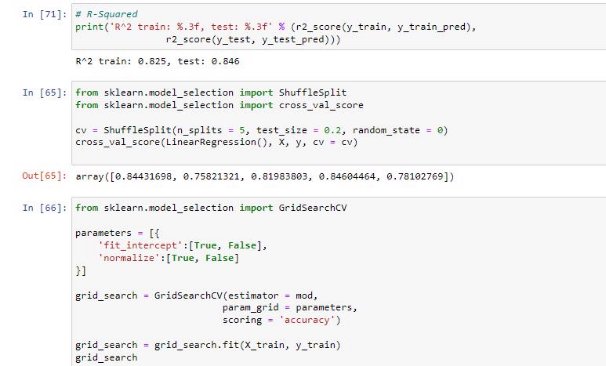 In [71]: # R-Squared
print('R^2 train: %.3f, test: %.3f' % (r2_score(y_train, y_train_pred),
r2_score(y_test, y_test_pred)))
R^2 train: 0.825, test: 0.846
In [65]: from sklearn.model_selection import ShuffleSplit
from sklearn.model_selection import cross_val_score
cv = ShuffleSplit(n_splits = 5, test_size = 0.2, random_state = 0)
cross_val_score(LinearRegression(), X, y, cv = cv)
Out[65]: array([0.84431698, 0.75821321, 0.81983803, 0.84604464, 0.78102769])
In [66]: from sklearn.model_selection import GridSearchCV
parameters = [{
'fit_intercept':[True, False],
'normalize':[True, False]
}]
grid_search = GridSearchCV(estimator = mod,
param_grid = parameters,
scoring = 'accuracy')
grid_search = grid_search.fit(X_train, y_train)
grid_search